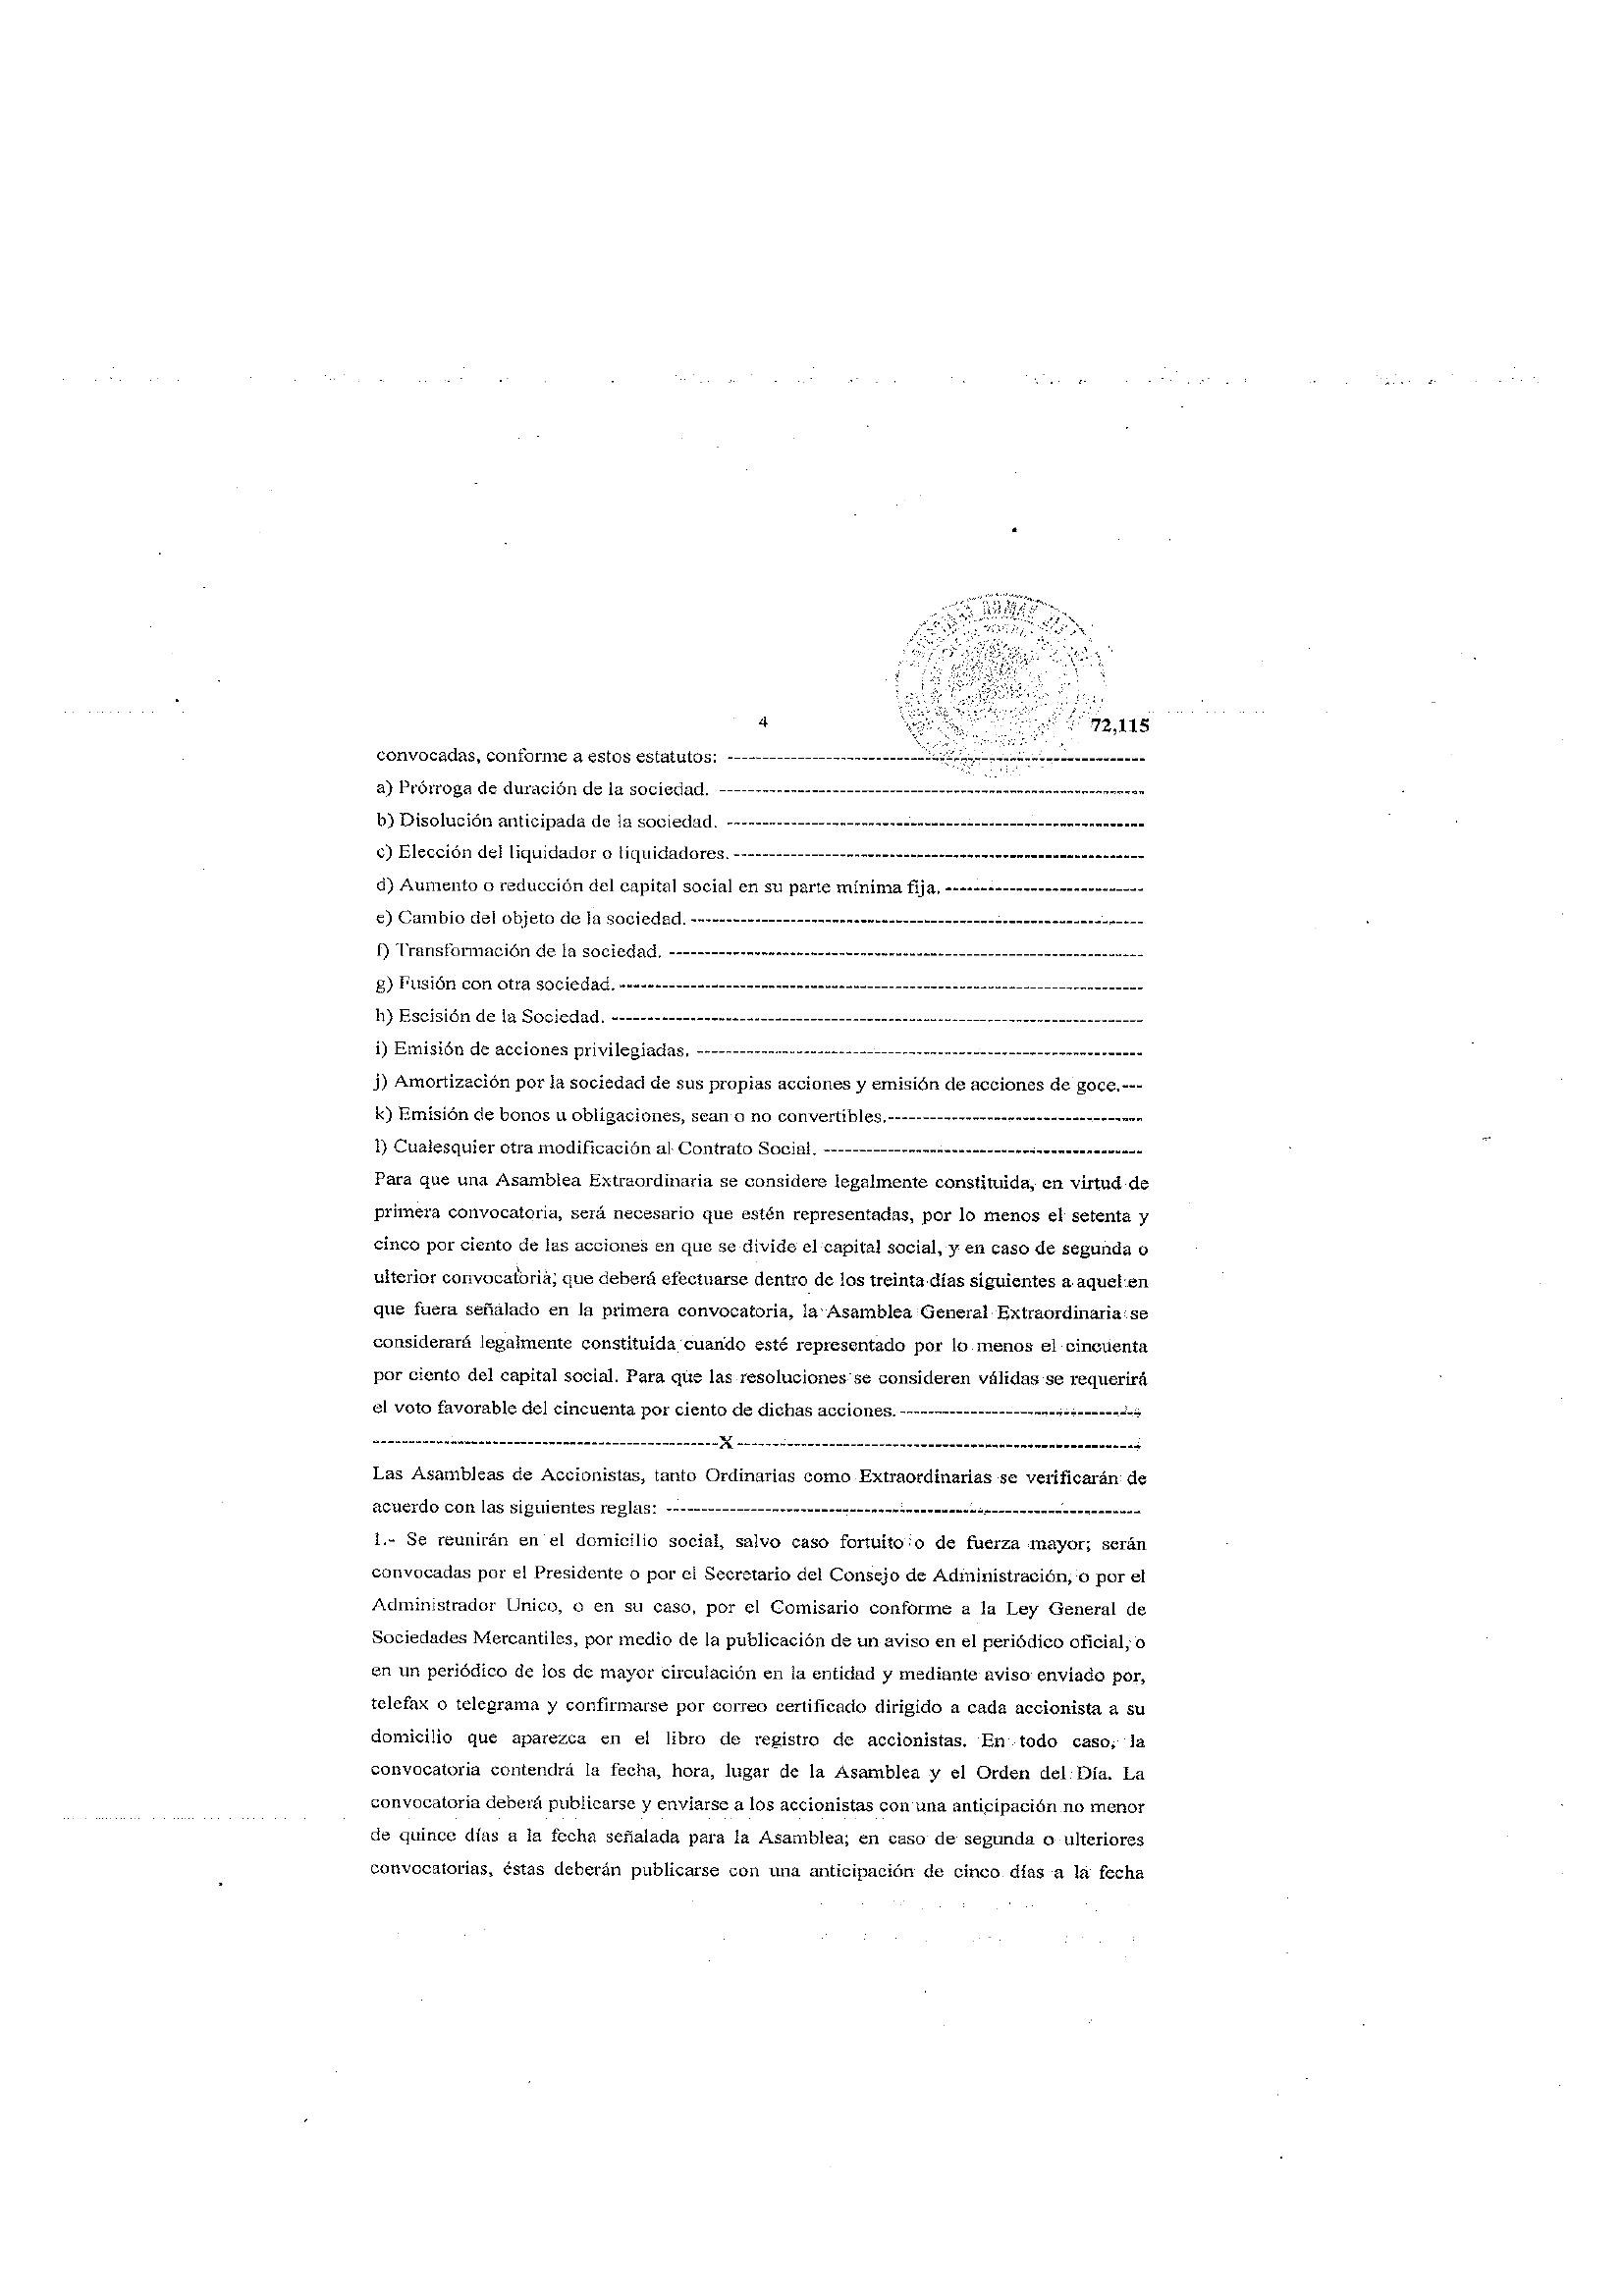 4
72,115
convocadas, conforme a estos estatutos: ----------
a) Prórroga de duración de la sociedad. ----------
b) Disolución anticipada de la sociedad. ----------
c) Elección del liquidador o liquidadores. ----------
d) Aumento o reducción del capital social en su parte mínima fija. ----------
e) Cambio del objeto de la sociedad. ----------
f) Transformación de la sociedad. ----------
g) Fusión con otra sociedad. ----------
h) Escisión de la Sociedad. ----------
i) Emisión de acciones privilegiadas. ----------
j) Amortización por la sociedad de sus propias acciones y emisión de acciones de goce.---
k) Emisión de bonos u obligaciones, sean o no convertibles.----------
l) Cualesquier otra modificación al Contrato Social. ----------
Para que una Asamblea Extraordinaria se considere legalmente constituida, en virtud de
primera convocatoria, será necesario que estén representadas, por lo menos el setenta y
cinco por ciento de las acciones en que se divide el capital social, y en caso de segunda o
ulterior convocatoria; que deberá efectuarse dentro de los treinta días siguientes a aquel en
que fuera señalado en la primera convocatoria, la Asamblea General Extraordinaria se
considerará legalmente constituida cuando esté representado por lo menos el cincuenta
por ciento del capital social. Para que las resoluciones se consideren válidas se requerirá
el voto favorable del cincuenta por ciento de dichas acciones. ----------
----------X----------
Las Asambleas de Accionistas, tanto Ordinarias como Extraordinarias se verificarán de
acuerdo con las siguientes reglas: ----------
1.- Se reunirán en el domicilio social, salvo caso fortuito o de fuerza mayor; serán
convocadas por el Presidente o por el Secretario del Consejo de Administración, o por el
Administrador Unico, o en su caso, por el Comisario conforme a la Ley General de
Sociedades Mercantiles, por medio de la publicación de un aviso en el periódico oficial, o
en un periódico de los de mayor circulación en la entidad y mediante aviso enviado por,
telefax o telegrama y confirmarse por correo certificado dirigido a cada accionista a su
domicilio que aparezca en el libro de registro de accionistas. En todo caso, la
convocatoria contendrá la fecha, hora, lugar de la Asamblea y el Orden del Día. La
convocatoria deberá publicarse y enviarse a los accionistas con una anticipación no menor
de quince días a la fecha señalada para la Asamblea; en caso de segunda o ulteriores
convocatorias, éstas deberán publicarse con una anticipación de cinco días a la fecha